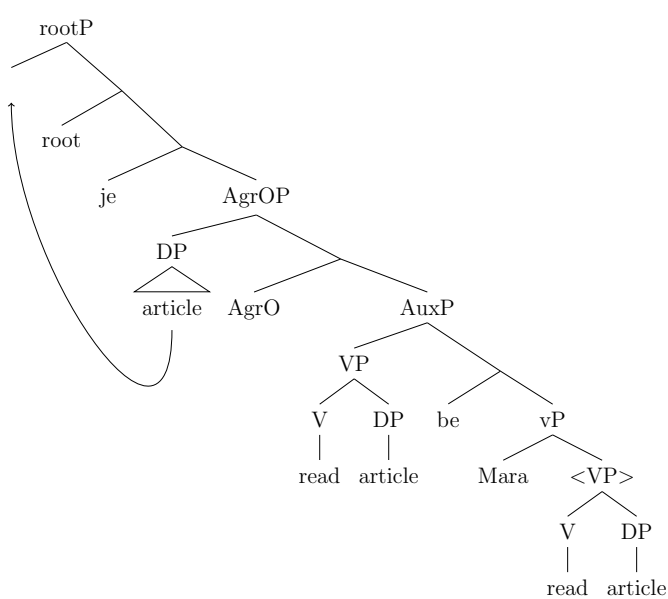 rootP
root
je
AgrOP
DP
article
AgrO
AuxP
VP
V
DP
be
vP
read
article
Mara
<VP>
V
DP
read
article